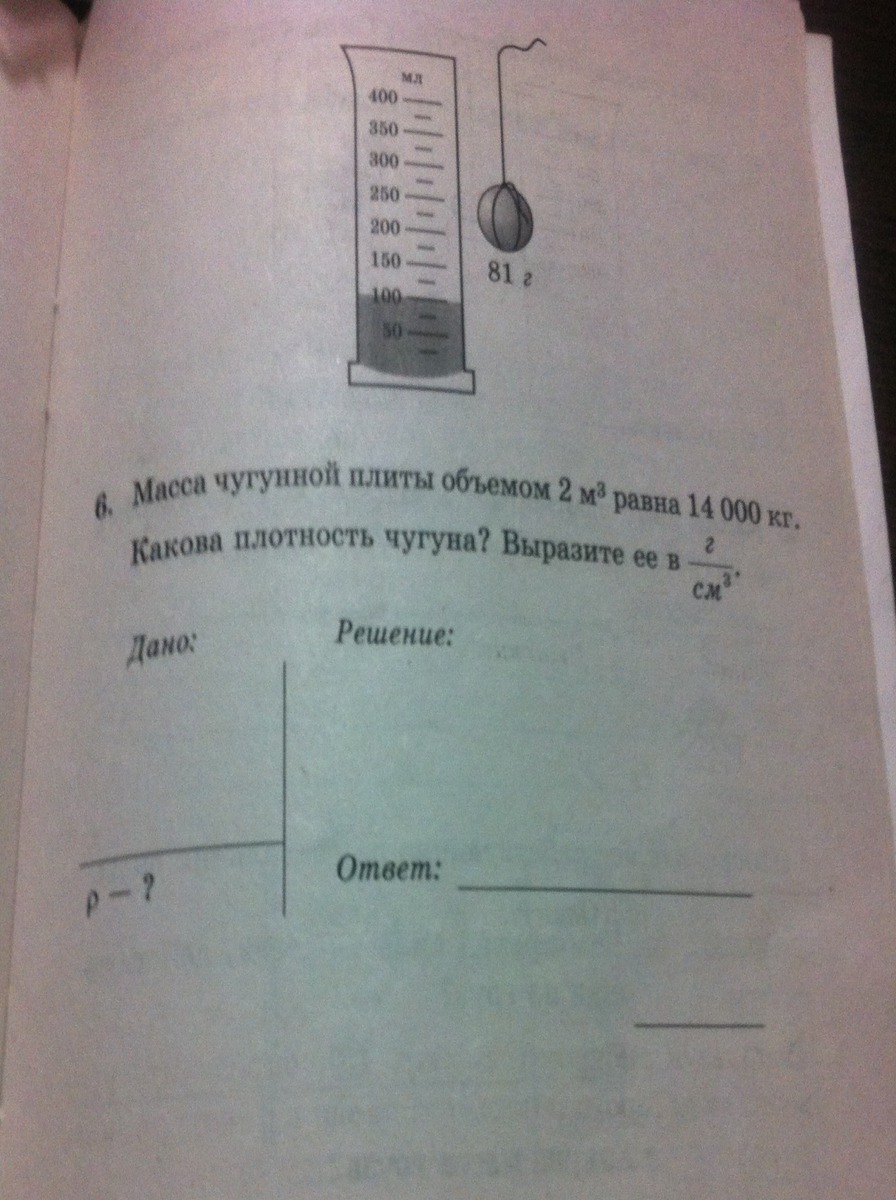 мл
400
350
300
250
200
150
100
50
81 г
6. Масса чугунной плиты объемом 2 м³ равна 14 000 кг.
Какова плотность чугуна? Выразите ее в г/см³.
Дано:
Решение:
ρ — ?
Ответ: